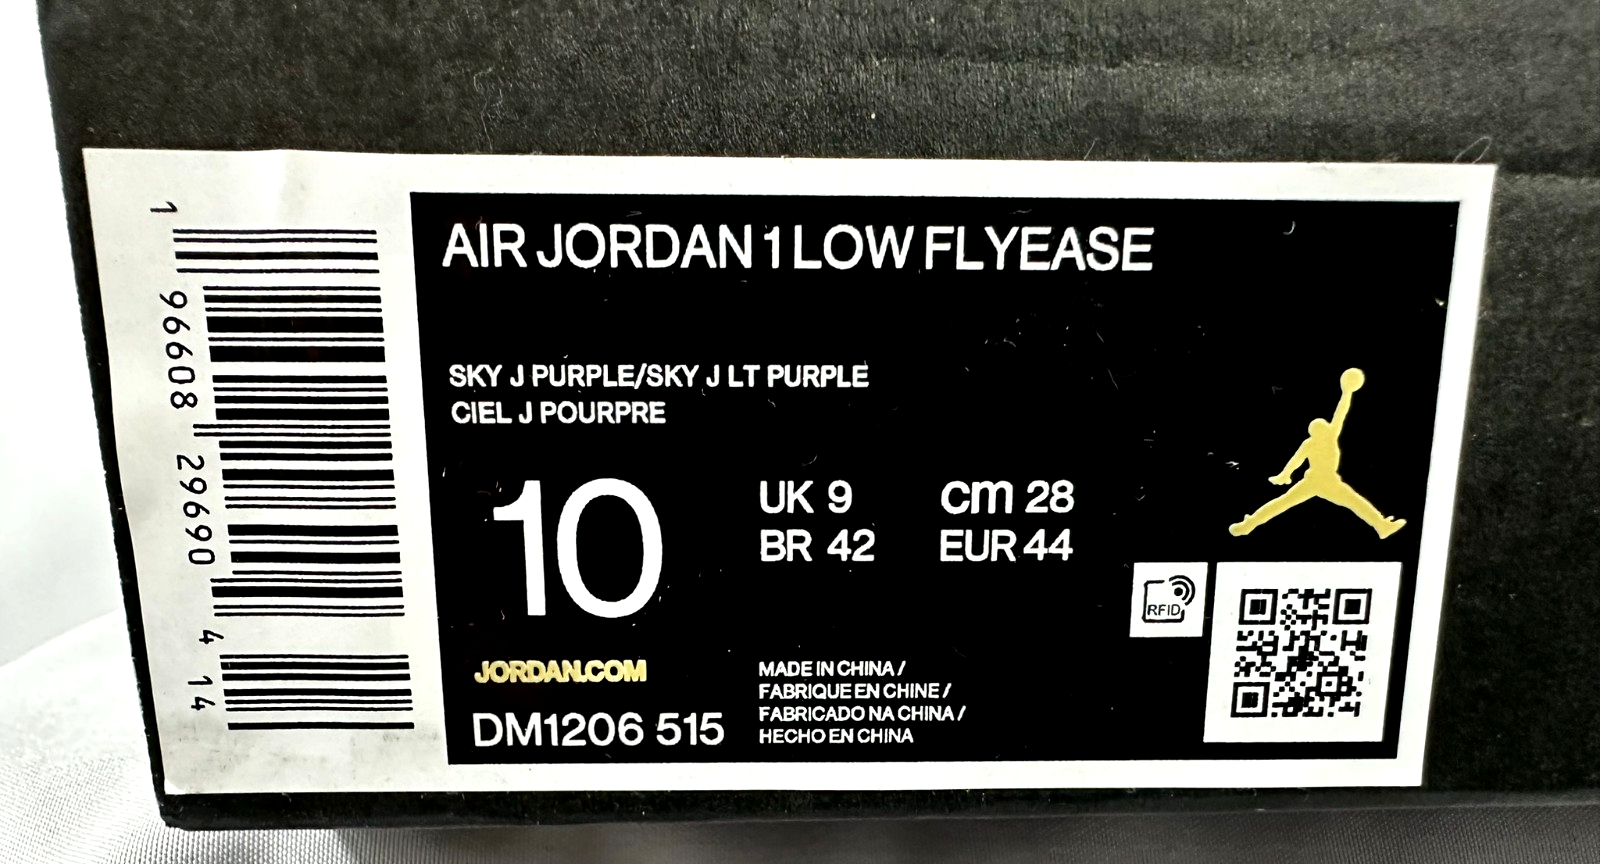 1 96608 29690 4 14
AIR JORDAN 1 LOW FLYEASE
SKY J PURPLE/SKY J LT PURPLE
CIEL J POURPRE
10
UK 9 cm 28
BR 42 EUR 44
RFID
JORDAN.COM
DM1206 515
MADE IN CHINA /
FABRIQUE EN CHINE /
FABRICADO NA CHINA /
HECHO EN CHINA